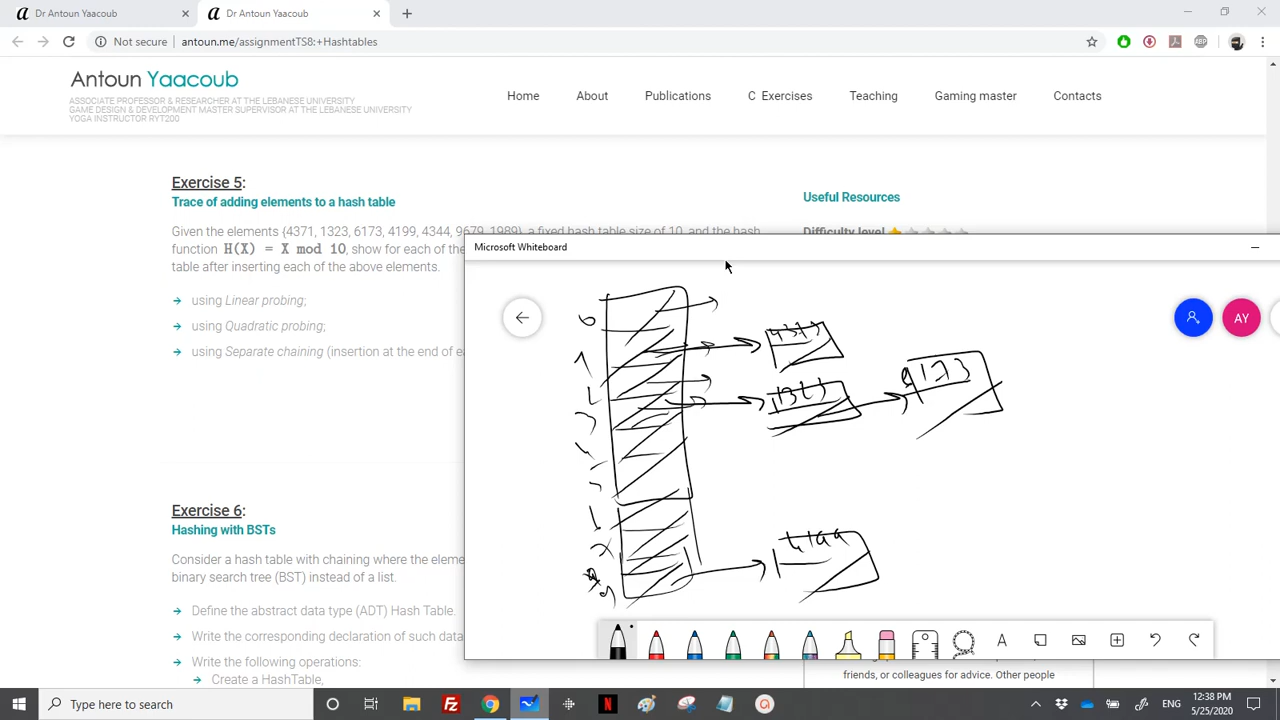 Dr Antoun Yaacoub
Dr Antoun Yaacoub
Not secure | antoun.me/assignmentTS8:+Hashtables
ABP
Antoun Yaacoub
ASSOCIATE PROFESSOR & RESEARCHER AT THE LEBANESE UNIVERSITY
GAME DESIGN & DEVELOPMENT MASTER SUPERVISOR AT THE LEBANESE UNIVERSITY
YOGA INSTRUCTOR RYT200
Home About Publications C Exercises Teaching Gaming master Contacts
Exercise 5:
Trace of adding elements to a hash table
Given the elements {4371, 1323, 6173, 4199, 4344, 9679, 1989}, a fixed hash table size of 10, and the hash
function H(X) = X mod 10, show for each of the
table after inserting each of the above elements.
using Linear probing;
using Quadratic probing;
using Separate chaining (insertion at the end of
Useful Resources
Difficulty level
Microsoft Whiteboard
AY
1323
4199
Exercise 6:
Hashing with BSTs
Consider a hash table with chaining where the
binary search tree (BST) instead of a list.
Define the abstract data type (ADT) Hash Table.
Write the corresponding declaration of such data
Write the following operations:
Create a HashTable,
friends, or colleagues for advice. Other people
Type here to search
ENG
12:38 PM
5/25/2020